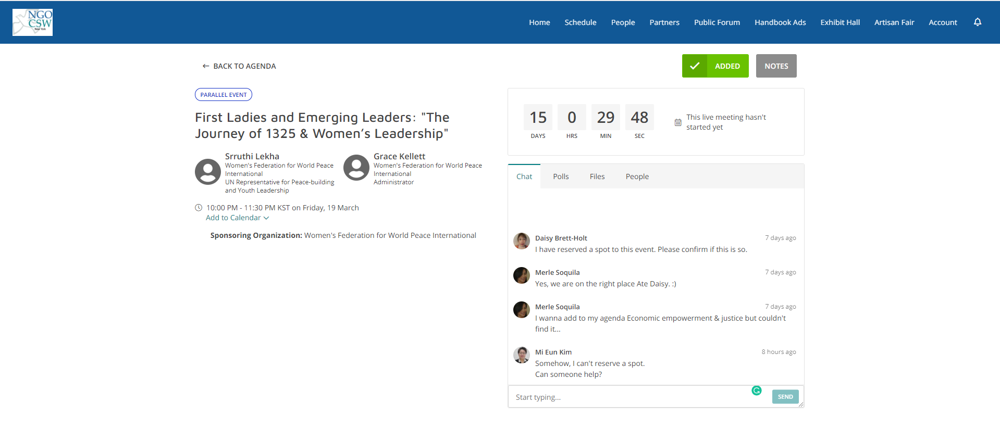 NGO
CSW
New York
Home
Schedule
People
Partners
Public Forum
Handbook Ads
Exhibit Hall
Artisan Fair
Account
← BACK TO AGENDA
ADDED
NOTES
PARALLEL EVENT
First Ladies and Emerging Leaders: "The
Journey of 1325 & Women’s Leadership"
Srruthi Lekha
Women's Federation for World Peace
International
UN Representative for Peace-building
and Youth Leadership
Grace Kellett
Women's Federation for World Peace
International
Administrator
10:00 PM - 11:30 PM KST on Friday, 19 March
Add to Calendar
Sponsoring Organization: Women's Federation for World Peace International
15
DAYS
0
HRS
29
MIN
48
SEC
This live meeting hasn't
started yet
Chat
Polls
Files
People
Daisy Brett-Holt
7 days ago
I have reserved a spot to this event. Please confirm if this is so.
Merle Soquila
7 days ago
Yes, we are on the right place Ate Daisy. :)
Merle Soquila
7 days ago
I wanna add to my agenda Economic empowerment & justice but couldn't
find it...
Mi Eun Kim
8 hours ago
Somehow, I can't reserve a spot.
Can someone help?
Start typing...
SEND